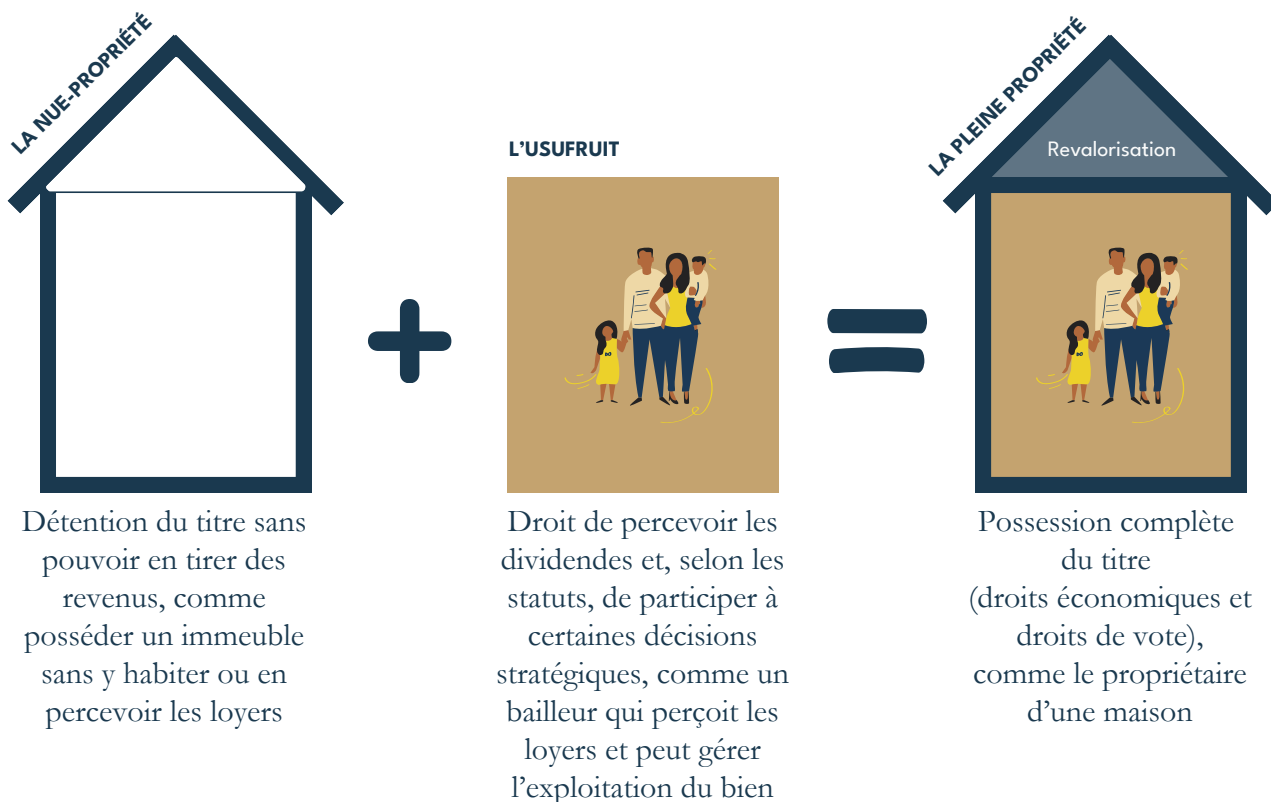 LA NUE-PROPRIÉTÉ
Détention du titre sans
pouvoir en tirer des
revenus, comme
posséder un immeuble
sans y habiter ou en
percevoir les loyers
L’USUFRUIT
Droit de percevoir les
dividendes et, selon les
statuts, de participer à
certaines décisions
stratégiques, comme un
bailleur qui perçoit les
loyers et peut gérer
l’exploitation du bien
LA PLEINE PROPRIÉTÉ
Revalorisation
Possession complète
du titre
(droits économiques et
droits de vote),
comme le propriétaire
d’une maison